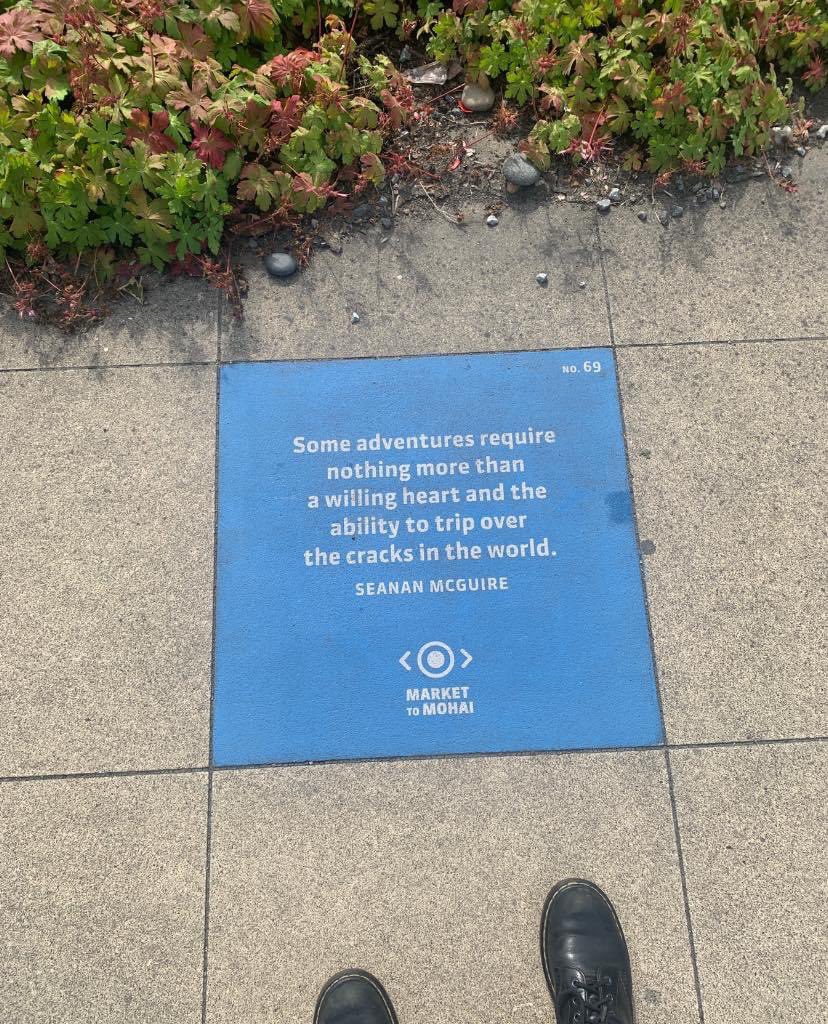 NO. 69
Some adventures require
nothing more than
a willing heart and the
ability to trip over
the cracks in the world.
SEANAN MCGUIRE
MARKET
TO MOHAI